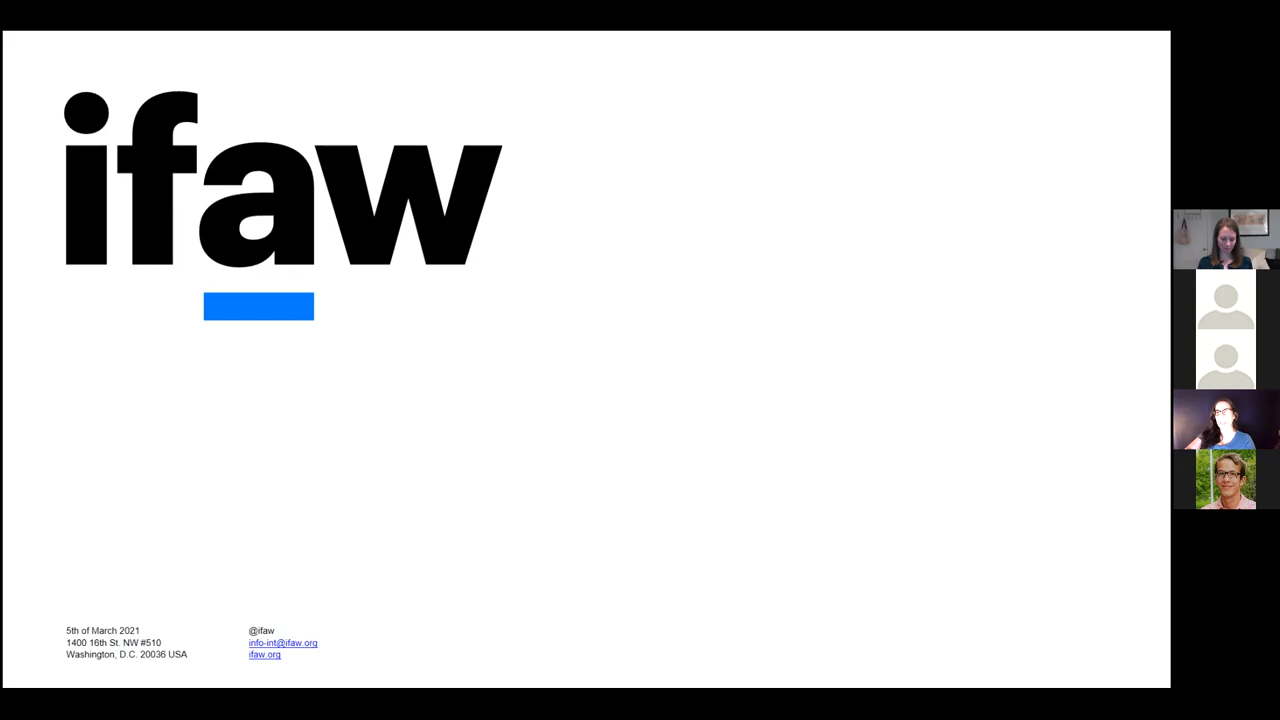 ifaw
5th of March 2021
1400 16th St. NW #510
Washington, D.C. 20036 USA
@ifaw
info-int@ifaw.org
ifaw.org